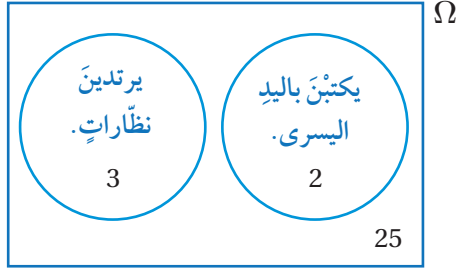 Ω
يكتبْنَ باليدِ
اليسرى.
2
يرتدينَ
نظّاراتٍ.
3
25